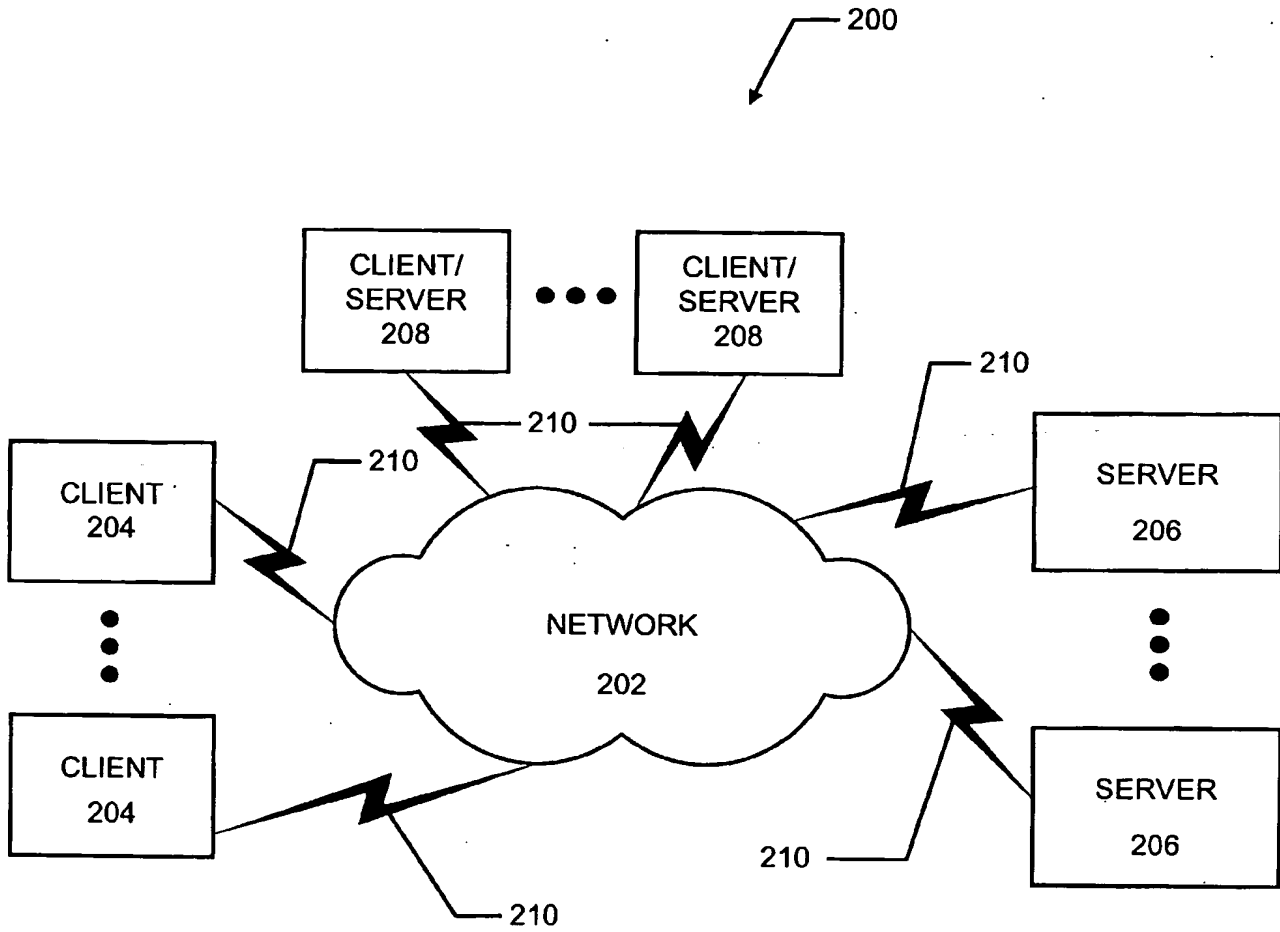 200
CLIENT/
SERVER
208
CLIENT/
SERVER
208
210
210
210
CLIENT
204
SERVER
206
NETWORK
202
CLIENT
204
SERVER
206
210
210